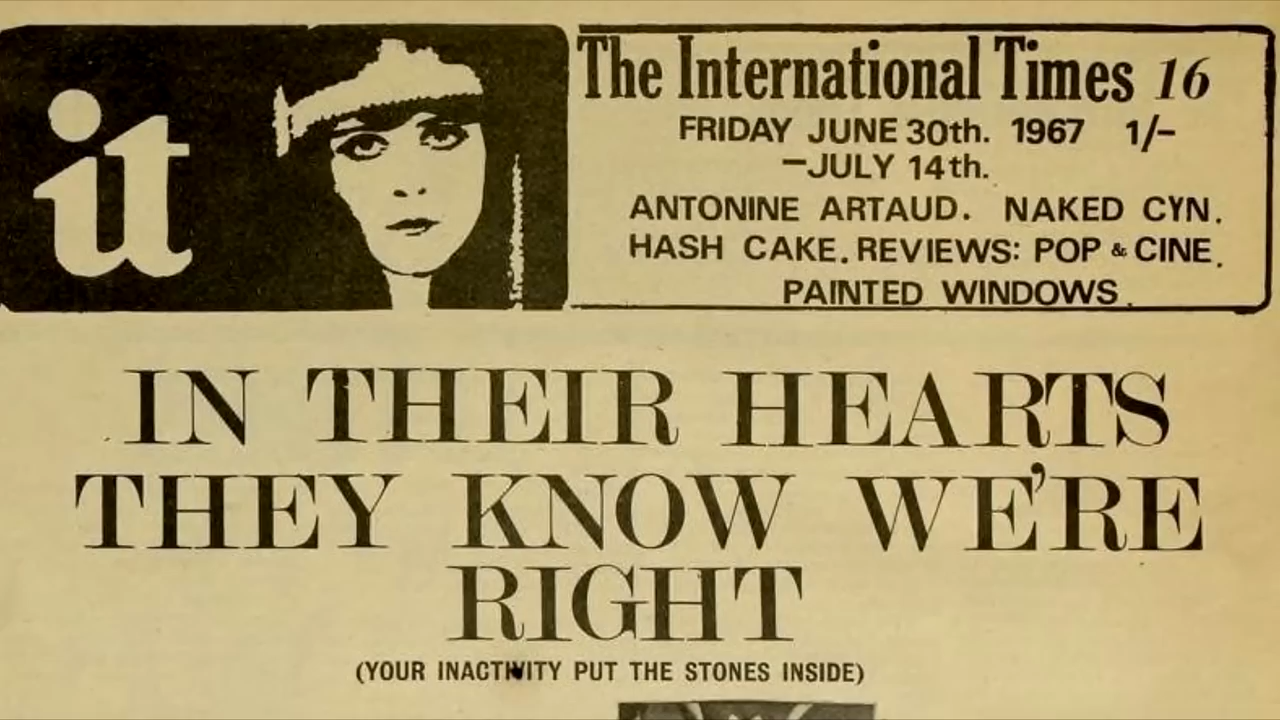 it
The International Times 16
FRIDAY JUNE 30th. 1967 1/-
-JULY 14th.
ANTONINE ARTAUD. NAKED CYN.
HASH CAKE. REVIEWS: POP & CINE.
PAINTED WINDOWS.
IN THEIR HEARTS
THEY KNOW WE'RE
RIGHT
(YOUR INACTIVITY PUT THE STONES INSIDE)